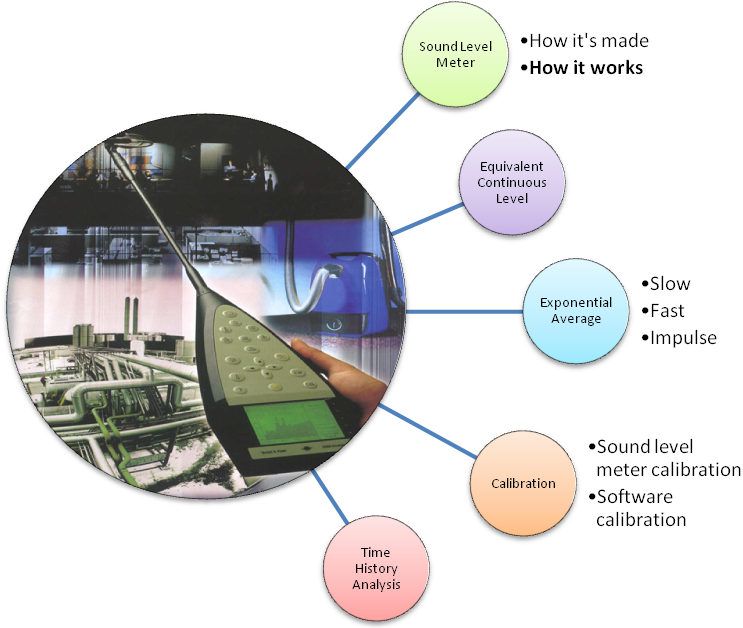 Sound Level
Meter
•How it's made
•How it works
Equivalent
Continuous
Level
Exponential
Average
•Slow
•Fast
•Impulse
Calibration
•Sound level
meter calibration
•Software
calibration
Time
History
Analysis